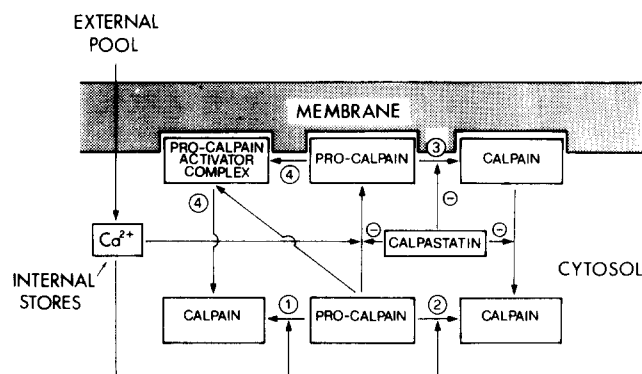 EXTERNAL
POOL
MEMBRANE
PRO-CALPAIN
ACTIVATOR
COMPLEX
④
PRO-CALPAIN
③
CALPAIN
④
⊖
Ca²⁺
⊖
CALPASTATIN
⊖
INTERNAL
STORES
CYTOSOL
CALPAIN
①
PRO-CALPAIN
②
CALPAIN